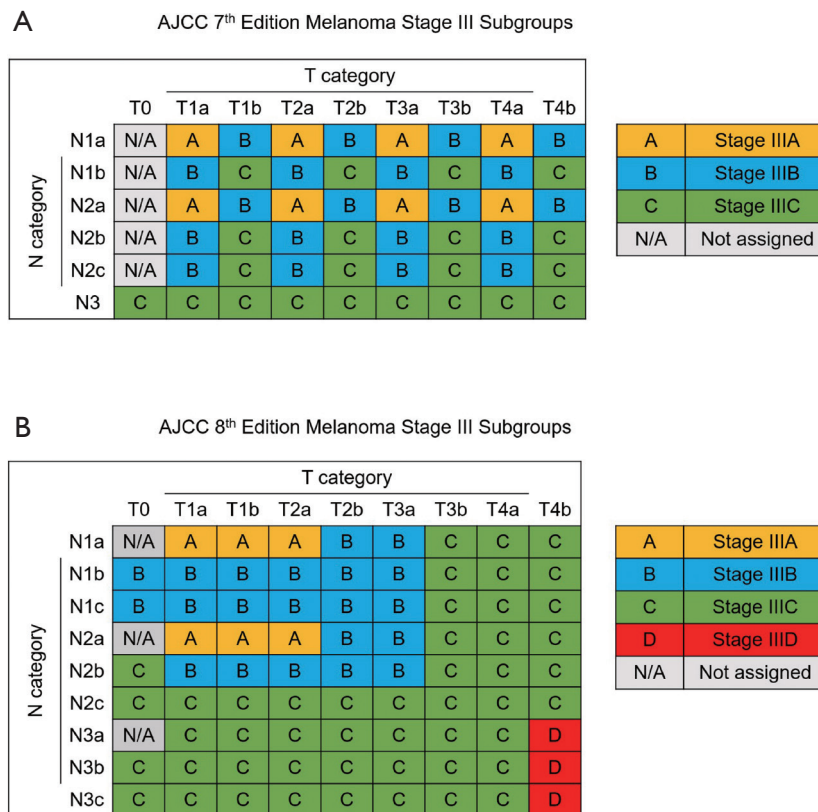 A
AJCC 7th Edition Melanoma Stage III Subgroups
T category
T0 T1a T1b T2a T2b T3a T3b T4a T4b
N category
N1a N/A A B A B A B A B
N1b N/A B C B C B C B C
N2a N/A A B A B A B A B
N2b N/A B C B C B C B C
N2c N/A B C B C B C B C
N3 C C C C C C C C C
A Stage IIIA
B Stage IIIB
C Stage IIIC
N/A Not assigned
B
AJCC 8th Edition Melanoma Stage III Subgroups
T category
T0 T1a T1b T2a T2b T3a T3b T4a T4b
N category
N1a N/A A A A B B C C C
N1b B B B B B B C C C
N1c B B B B B B C C C
N2a N/A A A A B B C C C
N2b C B B B B B C C C
N2c C C C C C C C C C
N3a N/A C C C C C C C D
N3b C C C C C C C C D
N3c C C C C C C C C D
A Stage IIIA
B Stage IIIB
C Stage IIIC
D Stage IIID
N/A Not assigned